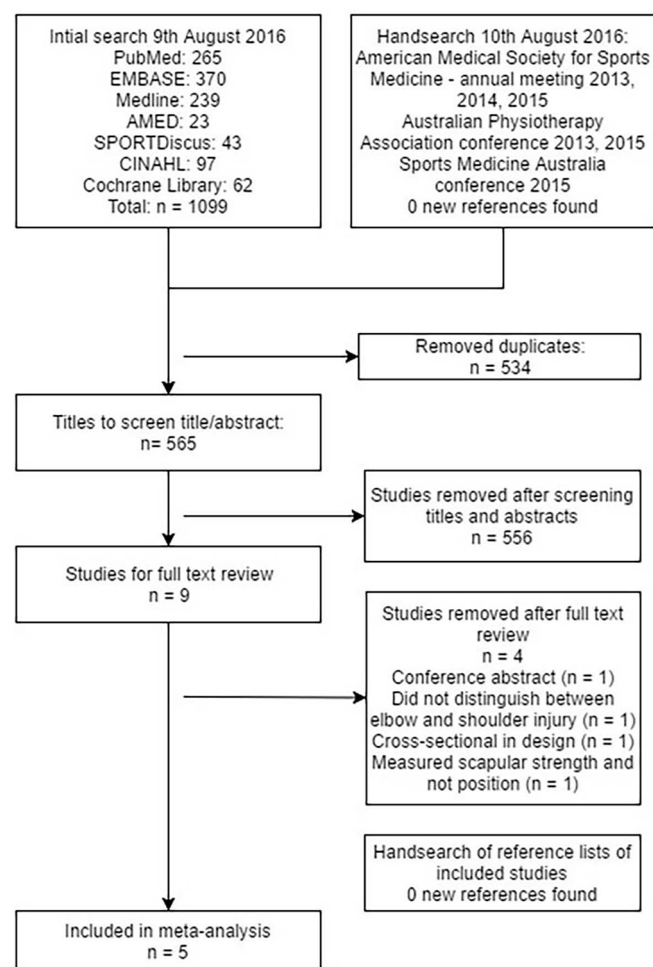 Intial search 9th August 2016
PubMed: 265
EMBASE: 370
Medline: 239
AMED: 23
SPORTDiscus: 43
CINAHL: 97
Cochrane Library: 62
Total: n = 1099
Handsearch 10th August 2016:
American Medical Society for Sports
Medicine - annual meeting 2013,
2014, 2015
Australian Physiotherapy
Association conference 2013, 2015
Sports Medicine Australia
conference 2015
0 new references found
Removed duplicates:
n = 534
Titles to screen title/abstract:
n= 565
Studies removed after screening
titles and abstracts
n = 556
Studies for full text review
n = 9
Studies removed after full text
review
n = 4
Conference abstract (n = 1)
Did not distinguish between
elbow and shoulder injury (n = 1)
Cross-sectional in design (n = 1)
Measured scapular strength and
not position (n = 1)
Handsearch of reference lists of
included studies
0 new references found
Included in meta-analysis
n = 5